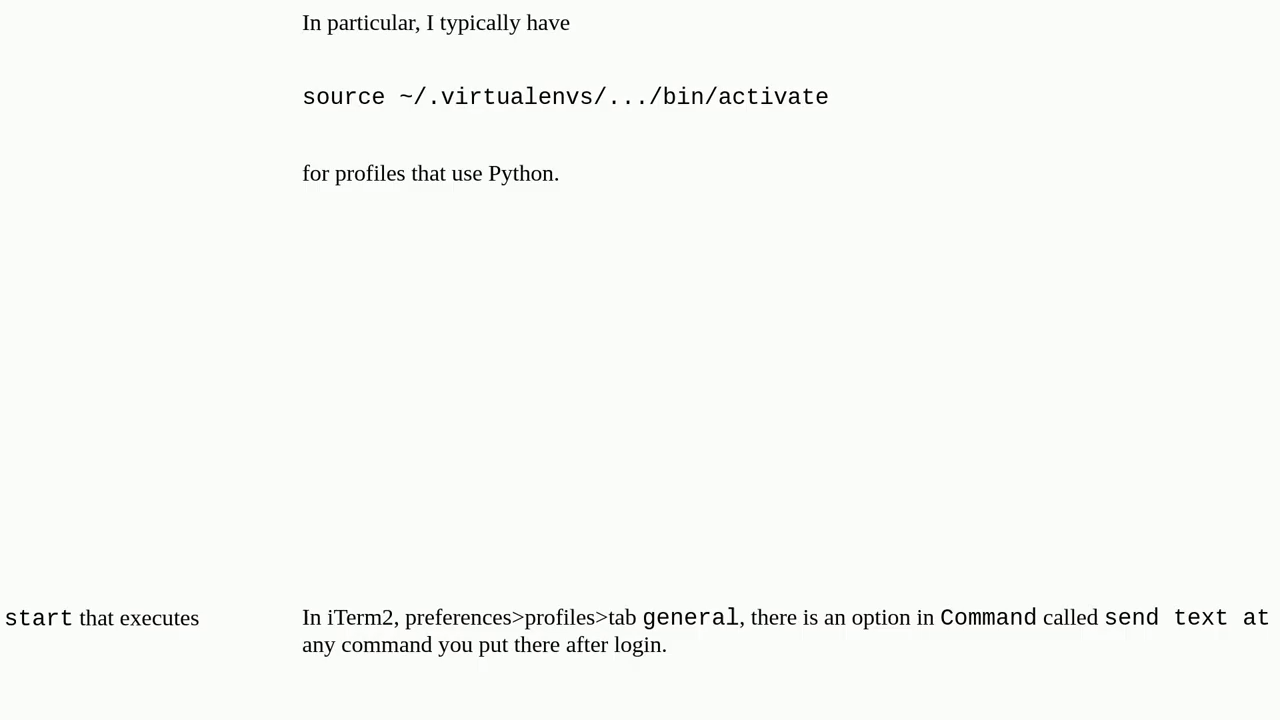 In particular, I typically have
source ~/.virtualenvs/.../bin/activate
for profiles that use Python.
In iTerm2, preferences>profiles>tab general, there is an option in Command called send text at
start that executes
any command you put there after login.